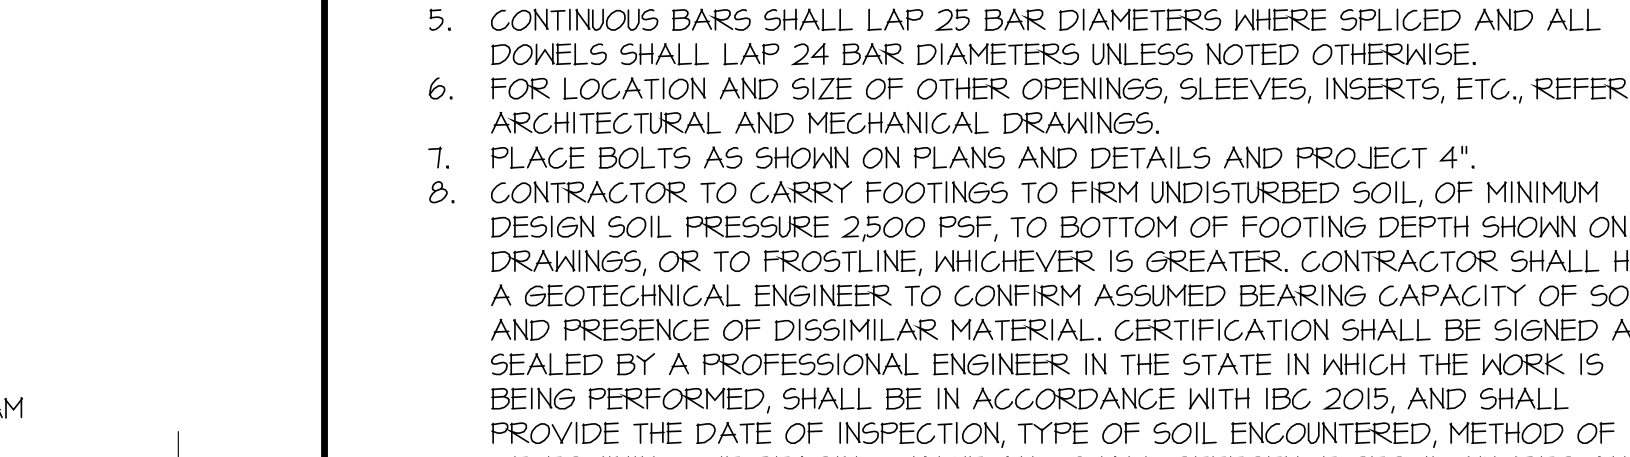 5. CONTINUOUS BARS SHALL LAP 25 BAR DIAMETERS WHERE SPLICED AND ALL
DOWELS SHALL LAP 24 BAR DIAMETERS UNLESS NOTED OTHERWISE.
6. FOR LOCATION AND SIZE OF OTHER OPENINGS, SLEEVES, INSERTS, ETC., REFER
ARCHITECTURAL AND MECHANICAL DRAWINGS.
7. PLACE BOLTS AS SHOWN ON PLANS AND DETAILS AND PROJECT 4".
8. CONTRACTOR TO CARRY FOOTINGS TO FIRM UNDISTURBED SOIL, OF MINIMUM
DESIGN SOIL PRESSURE 2,500 PSF, TO BOTTOM OF FOOTING DEPTH SHOWN ON
DRAWINGS, OR TO FROSTLINE, WHICHEVER IS GREATER. CONTRACTOR SHALL H
A GEOTECHNICAL ENGINEER TO CONFIRM ASSUMED BEARING CAPACITY OF SO
AND PRESENCE OF DISSIMILAR MATERIAL. CERTIFICATION SHALL BE SIGNED A
SEALED BY A PROFESSIONAL ENGINEER IN THE STATE IN WHICH THE WORK IS
BEING PERFORMED, SHALL BE IN ACCORDANCE WITH IBC 2015, AND SHALL
PROVIDE THE DATE OF INSPECTION, TYPE OF SOIL ENCOUNTERED, METHOD OF
AM